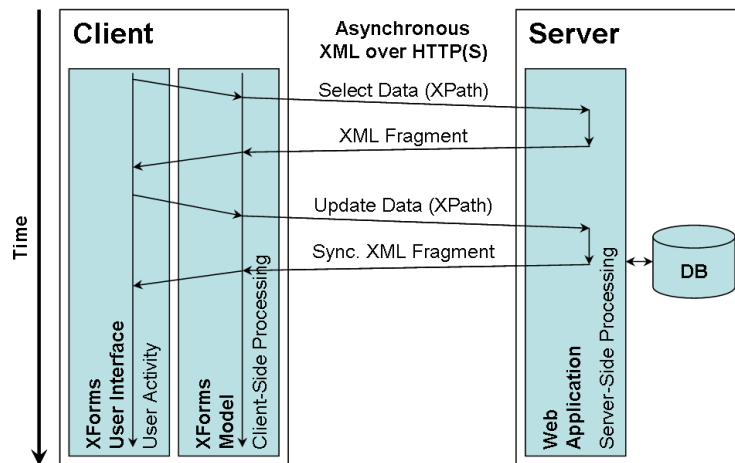 Client
Asynchronous
XML over HTTP(S)
Server
Select Data (XPath)
XML Fragment
Update Data (XPath)
Sync. XML Fragment
Time
XForms
User Interface
User Activity
XForms
Model
Client-Side Processing
Web
Application
Server-Side Processing
DB